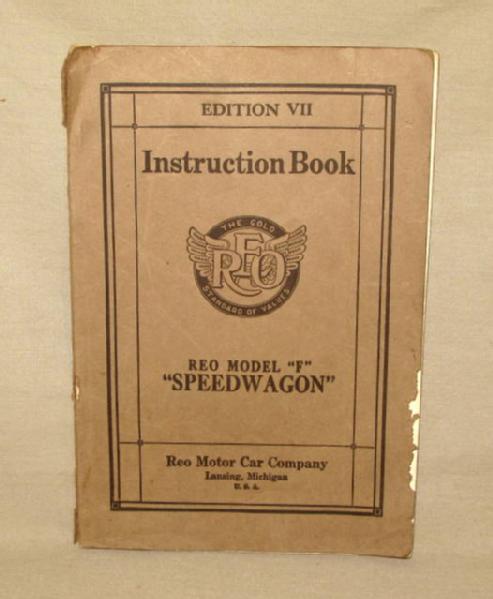 EDITION VII
Instruction Book
THE GOLD
REO
STANDARD OF VALUES
REO MODEL "F"
"SPEEDWAGON"
Reo Motor Car Company
Lansing, Michigan
U. S. A.